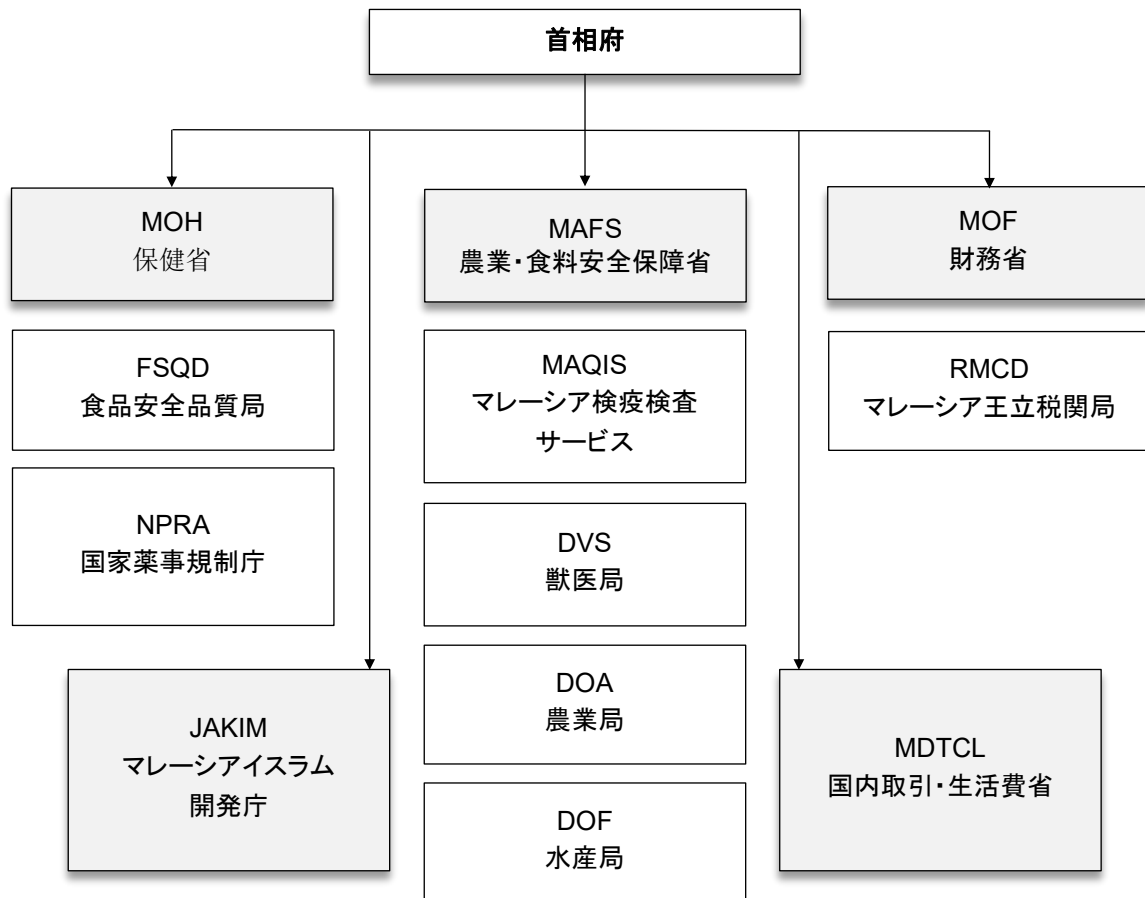 首相府
MOH
保健省
MAFS
農業・食料安全保障省
MOF
財務省
FSQD
食品安全品質局
MAQIS
マレーシア検疫検査
サービス
RMCD
マレーシア王立税関局
NPRA
国家薬事規制庁
DVS
獣医局
JAKIM
マレーシアイスラム
開発庁
DOA
農業局
MDTCL
国内取引・生活費省
DOF
水産局